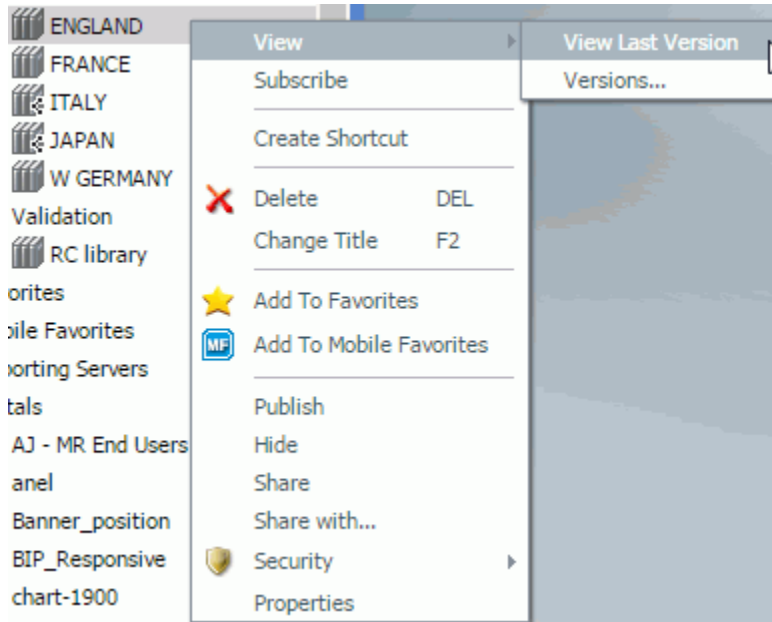 ENGLAND
FRANCE
ITALY
JAPAN
W GERMANY
Validation
RC library
orites
ile Favorites
orting Servers
tals
AJ - MR End Users
anel
Banner_position
BIP_Responsive
chart-1900
View
Subscribe
Create Shortcut
Delete DEL
Change Title F2
Add To Favorites
MF Add To Mobile Favorites
Publish
Hide
Share
Share with...
Security
Properties
View Last Version
Versions...